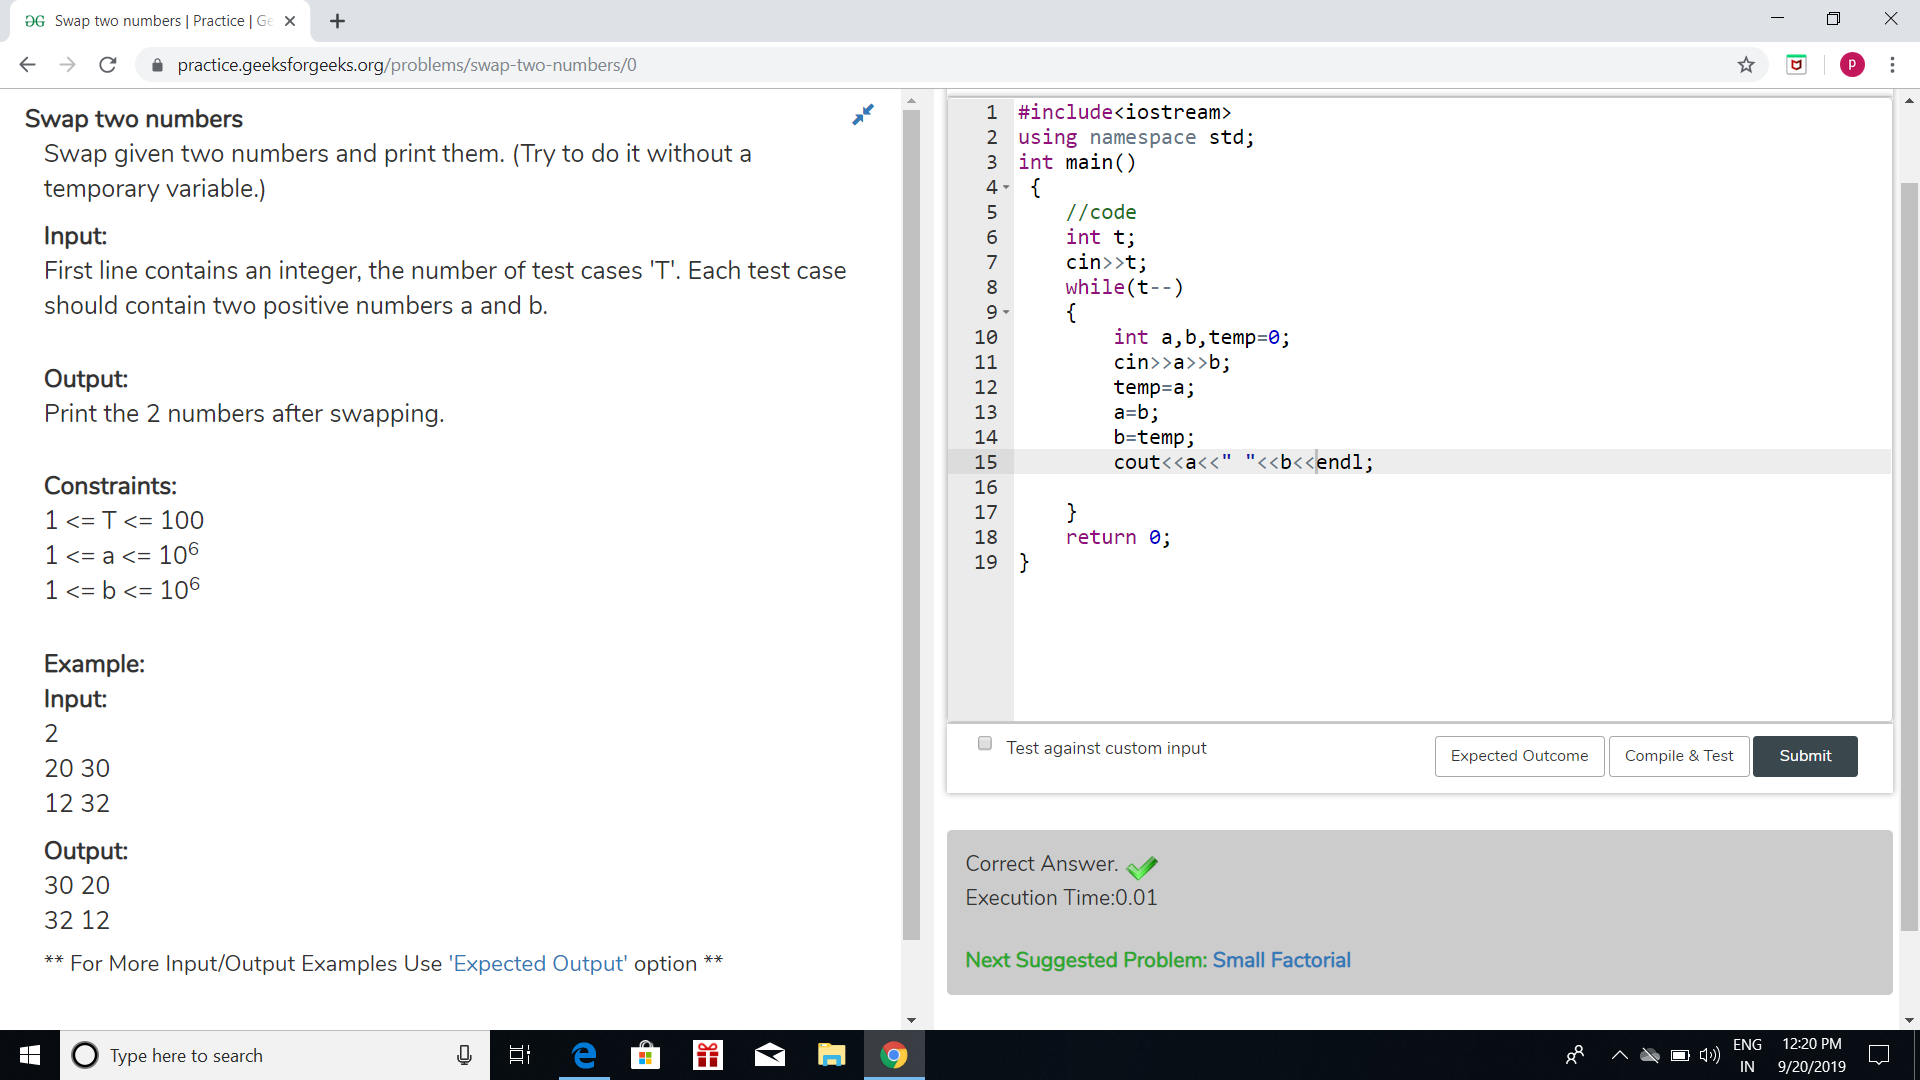 Swap two numbers | Practice | Ge
practice.geeksforgeeks.org/problems/swap-two-numbers/0
P
Swap two numbers
Swap given two numbers and print them. (Try to do it without a
temporary variable.)
Input:
First line contains an integer, the number of test cases 'T'. Each test case
should contain two positive numbers a and b.
Output:
Print the 2 numbers after swapping.
Constraints:
1 <= T <= 100
1 <= a <= 10⁶
1 <= b <= 10⁶
Example:
Input:
2
20 30
12 32
Output:
30 20
32 12
** For More Input/Output Examples Use 'Expected Output' option **
1 #include<iostream>
2 using namespace std;
3 int main()
4 {
5 //code
6 int t;
7 cin>>t;
8 while(t--)
9 {
10 int a,b,temp=0;
11 cin>>a>>b;
12 temp=a;
13 a=b;
14 b=temp;
15 cout<<a<<" "<<b<<endl;
16
17 }
18 return 0;
19 }
Test against custom input
Expected Outcome
Compile & Test
Submit
Correct Answer.
Execution Time:0.01
Next Suggested Problem: Small Factorial
Type here to search
ENG
IN
12:20 PM
9/20/2019